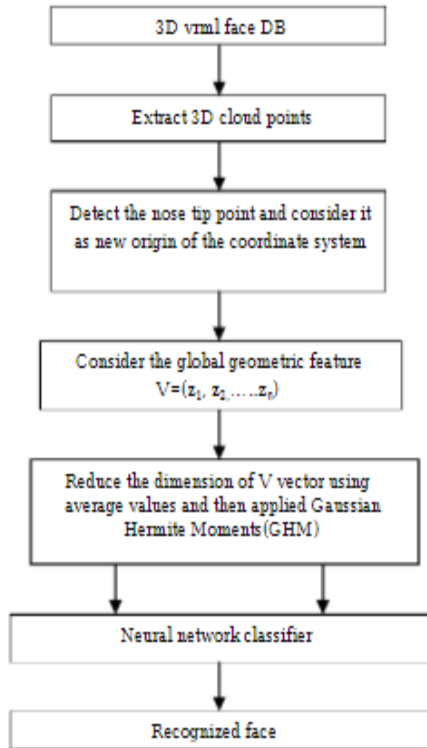 3D vrml face DB
Extract 3D cloud points
Detect the nose tip point and consider it
as new origin of the coordinate system
Consider the global geometric feature
V=(z₁, z₂,…..zₙ)
Reduce the dimension of V vector using
average values and then applied Gaussian
Hermite Moments(GHM)
Neural network classifier
Recognized face